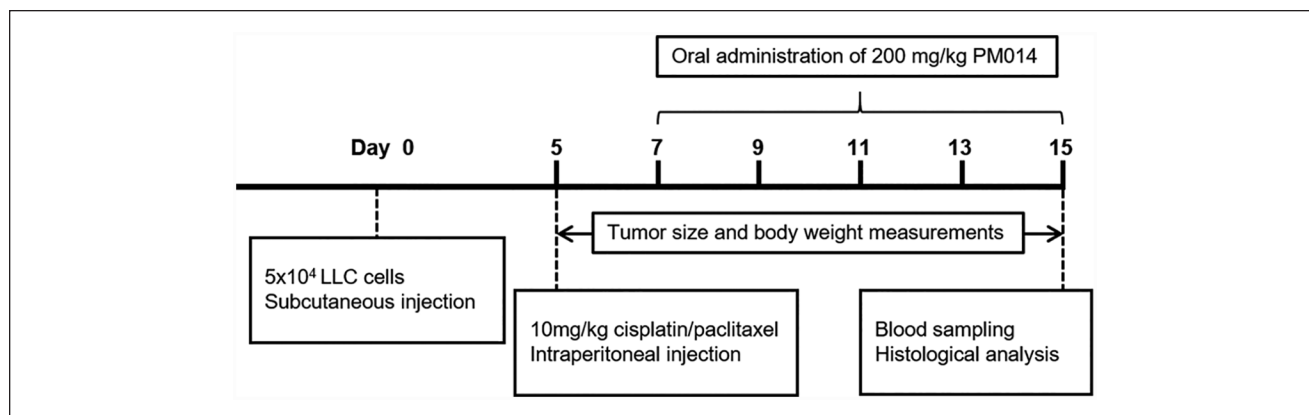 Oral administration of 200 mg/kg PM014
Day 0 5 7 9 11 13 15
Tumor size and body weight measurements
5x10⁴ LLC cells
Subcutaneous injection
10mg/kg cisplatin/paclitaxel
Intraperitoneal injection
Blood sampling
Histological analysis